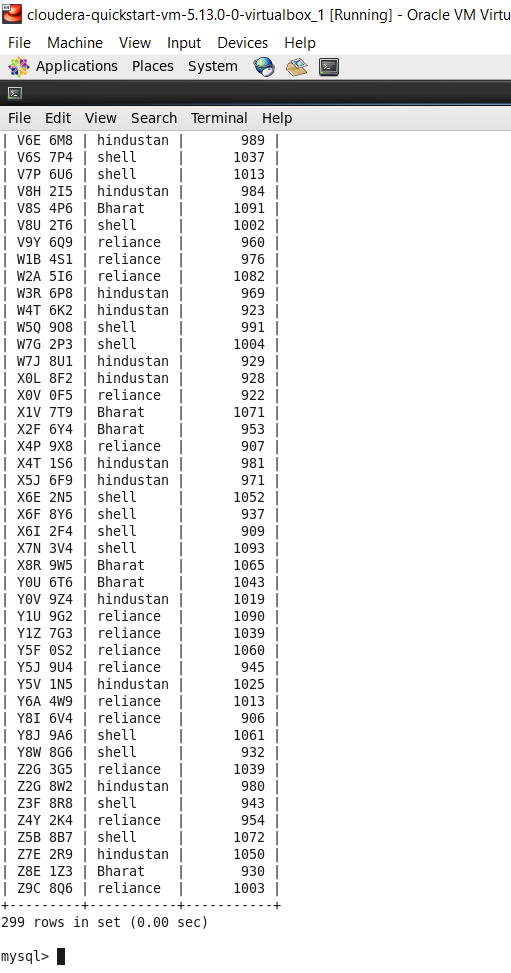 cloudera-quickstart-vm-5.13.0-0-virtualbox_1 [Running] - Oracle VM Virtu
File Machine View Input Devices Help
Applications Places System
File Edit View Search Terminal Help
| V6E 6M8 | hindustan | 989 |
| V6S 7P4 | shell | 1037 |
| V7P 6U6 | shell | 1013 |
| V8H 2I5 | hindustan | 984 |
| V8S 4P6 | Bharat | 1091 |
| V8U 2T6 | shell | 1002 |
| V9Y 6Q9 | reliance | 960 |
| W1B 4S1 | reliance | 976 |
| W2A 5I6 | reliance | 1082 |
| W3R 6P8 | hindustan | 969 |
| W4T 6K2 | hindustan | 923 |
| W5Q 9O8 | shell | 991 |
| W7G 2P3 | shell | 1004 |
| W7J 8U1 | hindustan | 929 |
| X0L 8F2 | hindustan | 928 |
| X0V 0F5 | reliance | 922 |
| X1V 7T9 | Bharat | 1071 |
| X2F 6Y4 | Bharat | 953 |
| X4P 9X8 | reliance | 907 |
| X4T 1S6 | hindustan | 981 |
| X5J 6F9 | hindustan | 971 |
| X6E 2N5 | shell | 1052 |
| X6F 8Y6 | shell | 937 |
| X6I 2F4 | shell | 909 |
| X7N 3V4 | shell | 1093 |
| X8R 9W5 | Bharat | 1065 |
| Y0U 6T6 | Bharat | 1043 |
| Y0V 9Z4 | hindustan | 1019 |
| Y1U 9G2 | reliance | 1090 |
| Y1Z 7G3 | reliance | 1039 |
| Y5F 0S2 | reliance | 1060 |
| Y5J 9U4 | reliance | 945 |
| Y5V 1N5 | hindustan | 1025 |
| Y6A 4W9 | reliance | 1013 |
| Y8I 6V4 | reliance | 906 |
| Y8J 9A6 | shell | 1061 |
| Y8W 8G6 | shell | 932 |
| Z2G 3G5 | reliance | 1039 |
| Z2G 8W2 | hindustan | 980 |
| Z3F 8R8 | shell | 943 |
| Z4Y 2K4 | reliance | 954 |
| Z5B 8B7 | shell | 1072 |
| Z7E 2R9 | hindustan | 1050 |
| Z8E 1Z3 | Bharat | 930 |
| Z9C 8Q6 | reliance | 1003 |
+---------+-----------+-----------+
299 rows in set (0.00 sec)
mysql>